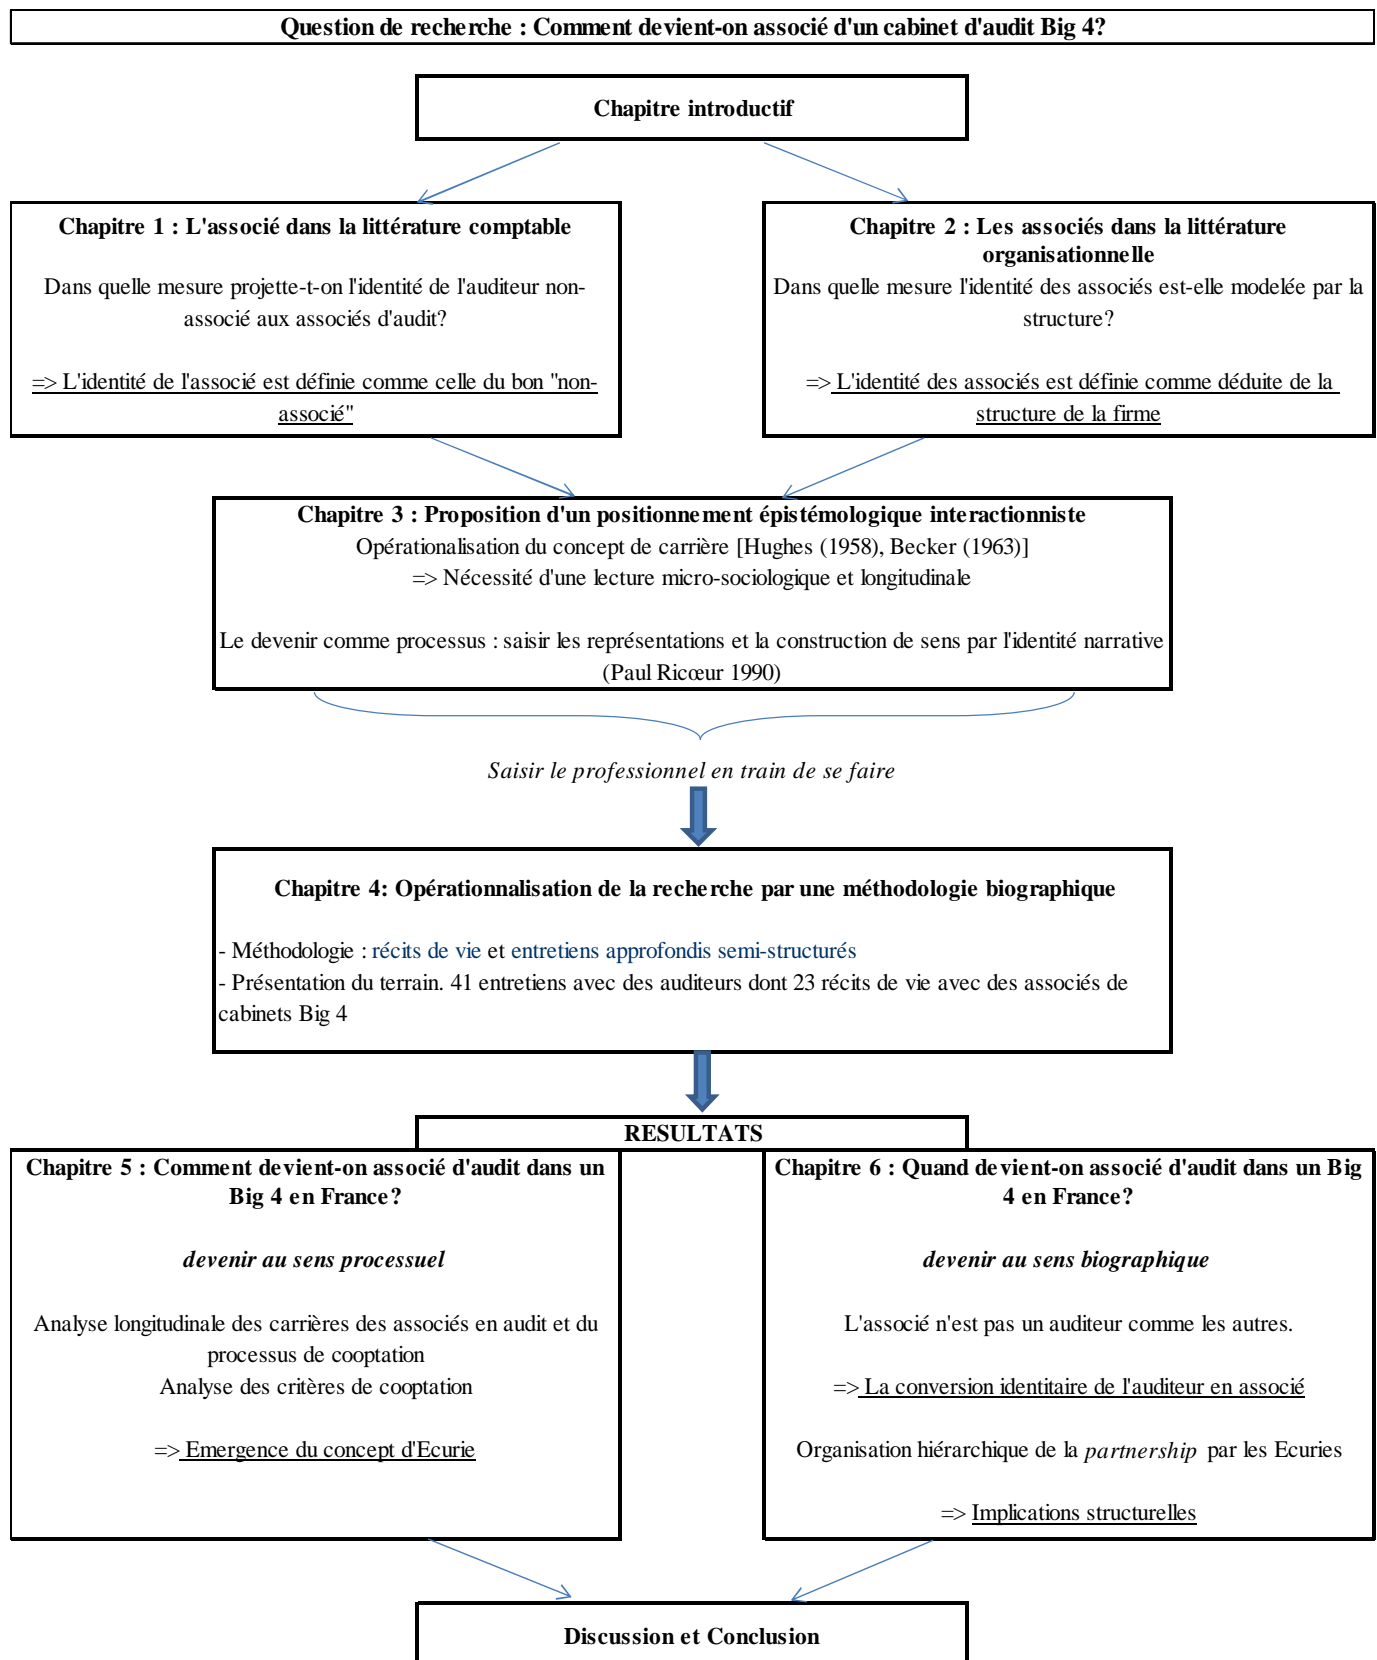 Question de recherche : Comment devient-on associé d'un cabinet d'audit Big 4?
Chapitre introductif
Chapitre 1 : L'associé dans la littérature comptable
Dans quelle mesure projette-t-on l'identité de l'auditeur non-
associé aux associés d'audit?
=> L'identité de l'associé est définie comme celle du bon "non-
associé"
Chapitre 2 : Les associés dans la littérature
organisationnelle
Dans quelle mesure l'identité des associés est-elle modelée par la
structure?
=> L'identité des associés est définie comme déduite de la
structure de la firme
Chapitre 3 : Proposition d'un positionnement épistémologique interactionniste
Opérationalisation du concept de carrière [Hughes (1958), Becker (1963)]
=> Nécessité d'une lecture micro-sociologique et longitudinale
Le devenir comme processus : saisir les représentations et la construction de sens par l'identité narrative
(Paul Ricœur 1990)
Saisir le professionnel en train de se faire
Chapitre 4: Opérationnalisation de la recherche par une méthodologie biographique
- Méthodologie : récits de vie et entretiens approfondis semi-structurés
- Présentation du terrain. 41 entretiens avec des auditeurs dont 23 récits de vie avec des associés de
cabinets Big 4
RESULTATS
Chapitre 5 : Comment devient-on associé d'audit dans un
Big 4 en France?
devenir au sens processuel
Analyse longitudinale des carrières des associés en audit et du
processus de cooptation
Analyse des critères de cooptation
=> Emergence du concept d'Ecurie
Chapitre 6 : Quand devient-on associé d'audit dans un Big
4 en France?
devenir au sens biographique
L'associé n'est pas un auditeur comme les autres.
=> La conversion identitaire de l'auditeur en associé
Organisation hiérarchique de la partnership par les Ecuries
=> Implications structurelles
Discussion et Conclusion